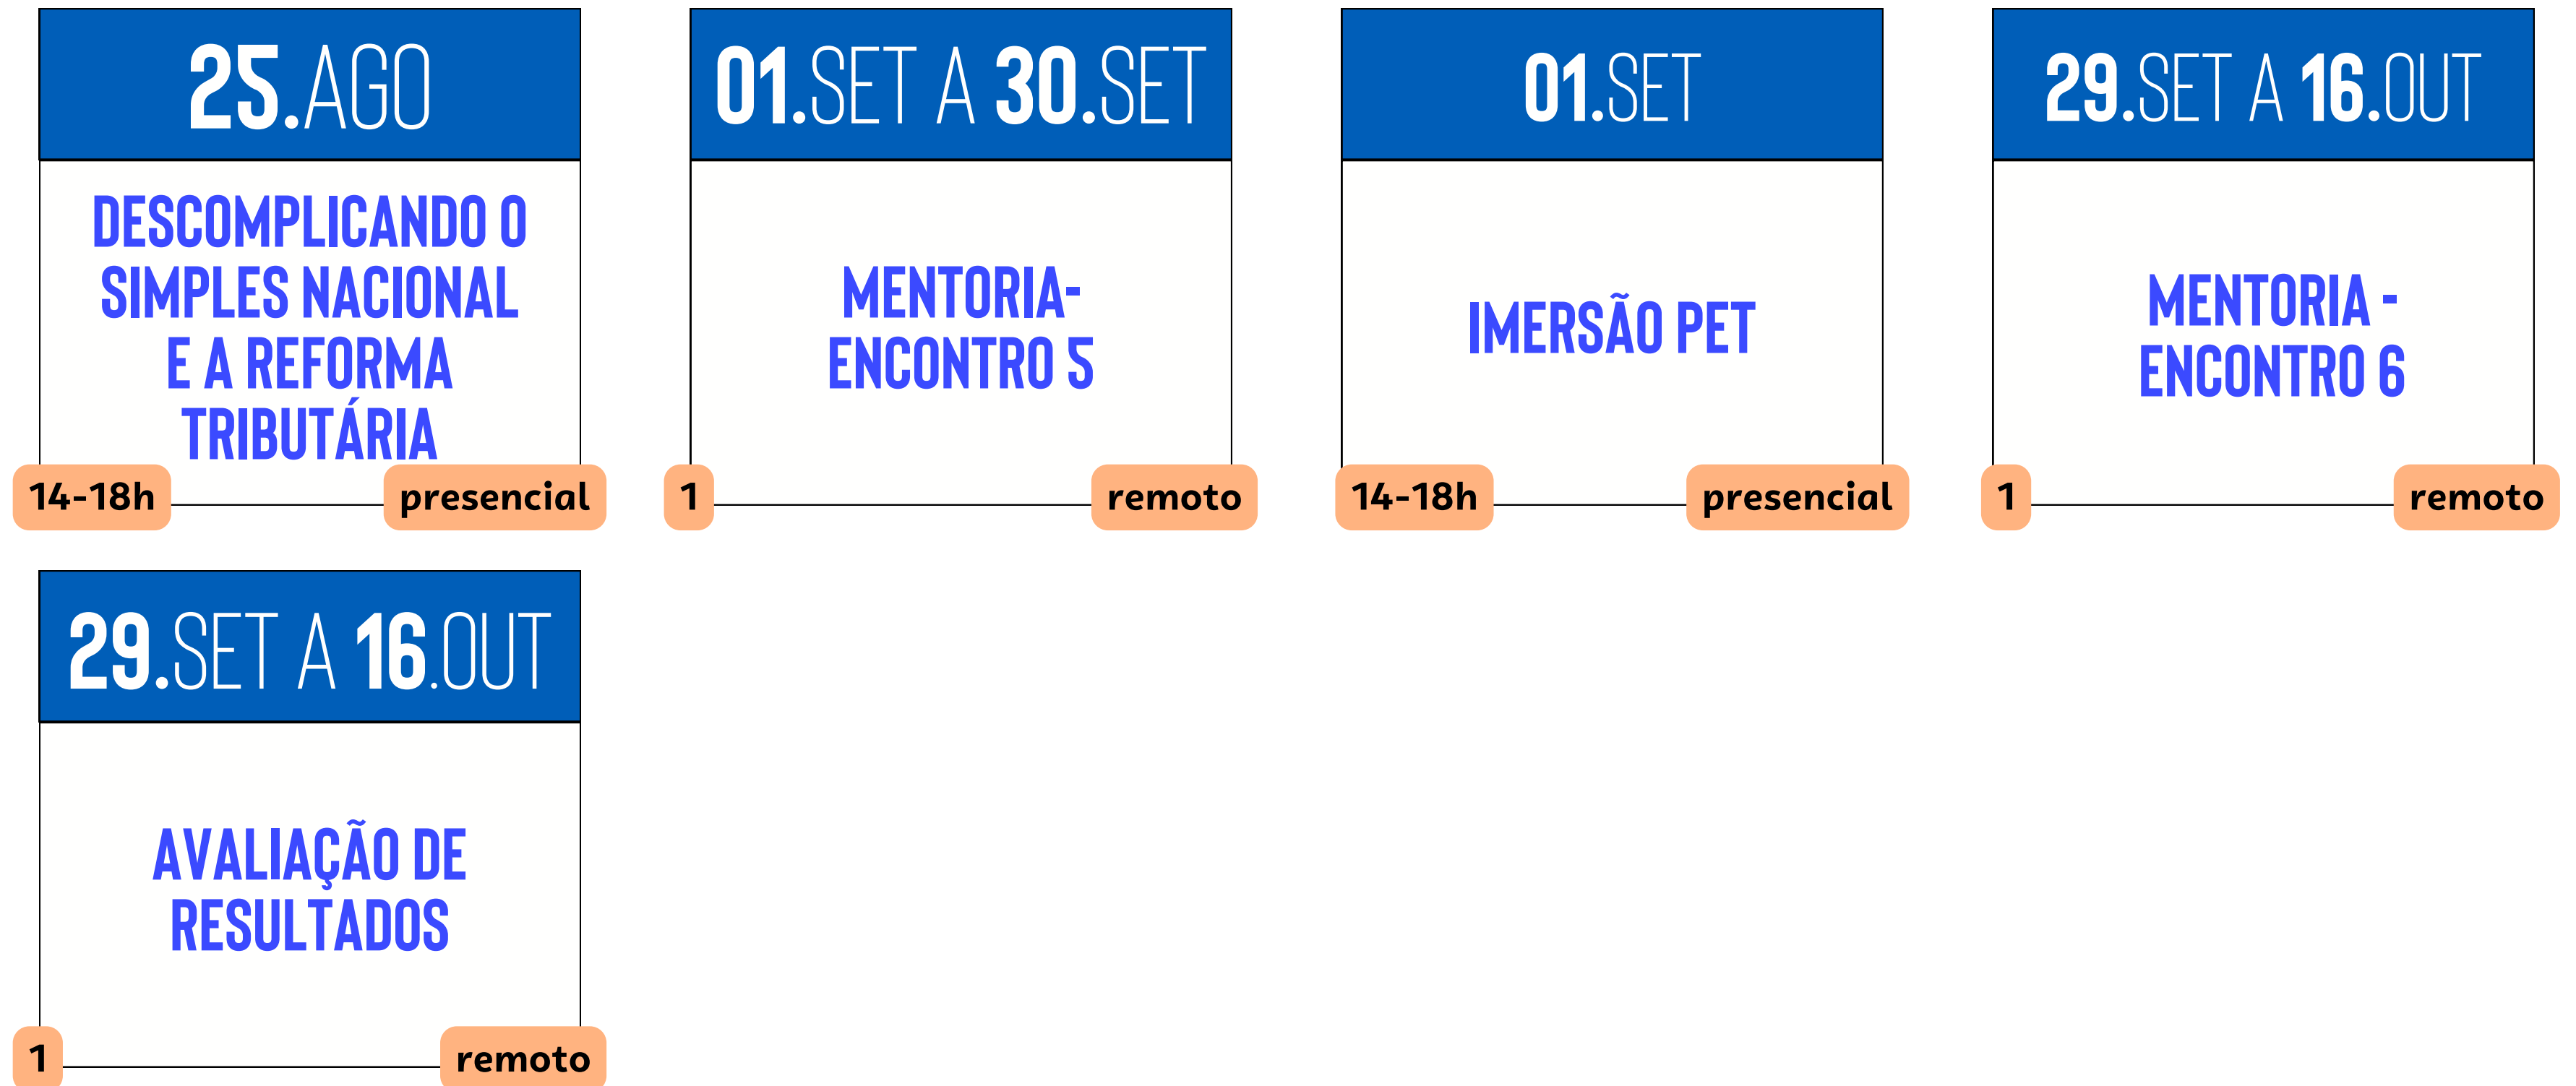 25.AGO
DESCOMPLICANDO O
SIMPLES NACIONAL
E A REFORMA
TRIBUTÁRIA
14-18h
presencial
01.SET A 30.SET
MENTORIA-
ENCONTRO 5
1
remoto
01.SET
IMERSÃO PET
14-18h
presencial
29.SET A 16.OUT
MENTORIA -
ENCONTRO 6
1
remoto
29.SET A 16.OUT
AVALIAÇÃO DE
RESULTADOS
1
remoto